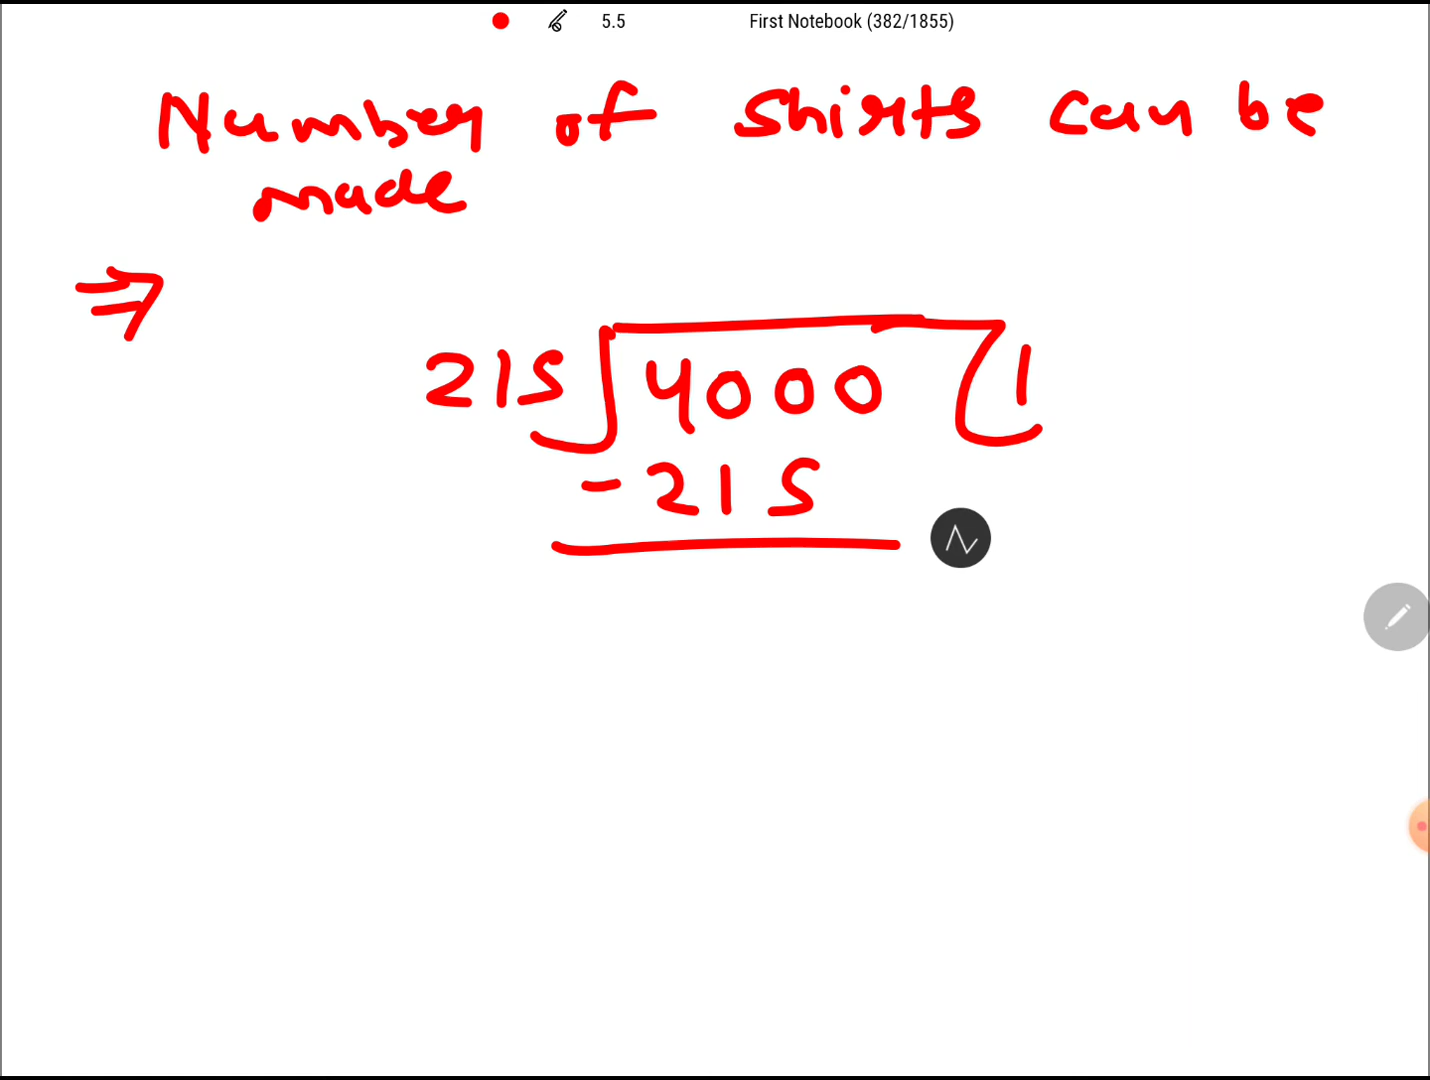 5.5 First Notebook (382/1855)
Number of shirts can be
made
⇒
215 4000 1
- 215